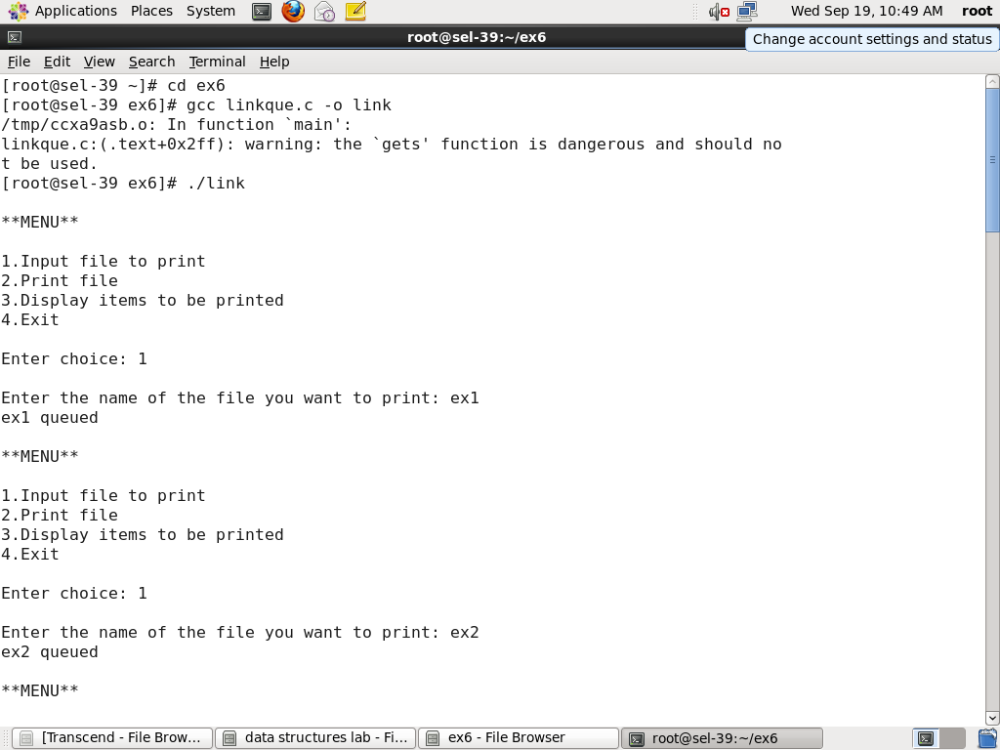 Applications Places System Wed Sep 19, 10:49 AM root
root@sel-39:~/ex6
Change account settings and status
File Edit View Search Terminal Help
[root@sel-39 ~]# cd ex6
[root@sel-39 ex6]# gcc linkque.c -o link
/tmp/ccxa9asb.o: In function `main':
linkque.c:(.text+0x2ff): warning: the `gets' function is dangerous and should no
t be used.
[root@sel-39 ex6]# ./link
**MENU**
1.Input file to print
2.Print file
3.Display items to be printed
4.Exit
Enter choice: 1
Enter the name of the file you want to print: ex1
ex1 queued
**MENU**
1.Input file to print
2.Print file
3.Display items to be printed
4.Exit
Enter choice: 1
Enter the name of the file you want to print: ex2
ex2 queued
**MENU**
[Transcend - File Brow... data structures lab - Fi... ex6 - File Browser root@sel-39:~/ex6